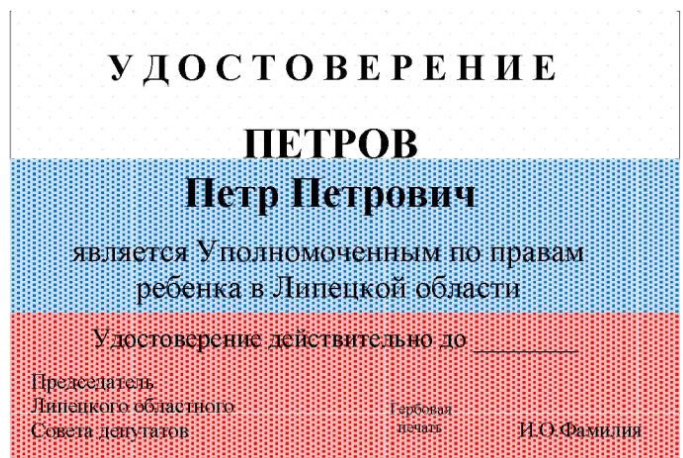 УДОСТОВЕРЕНИЕ
ПЕТРОВ
Петр Петрович
является Уполномоченным по правам
ребенка в Липецкой области
Удостоверение действительно до ________
Председатель
Липецкого областного
Совета депутатов
Гербовая
печать
И.О.Фамилия